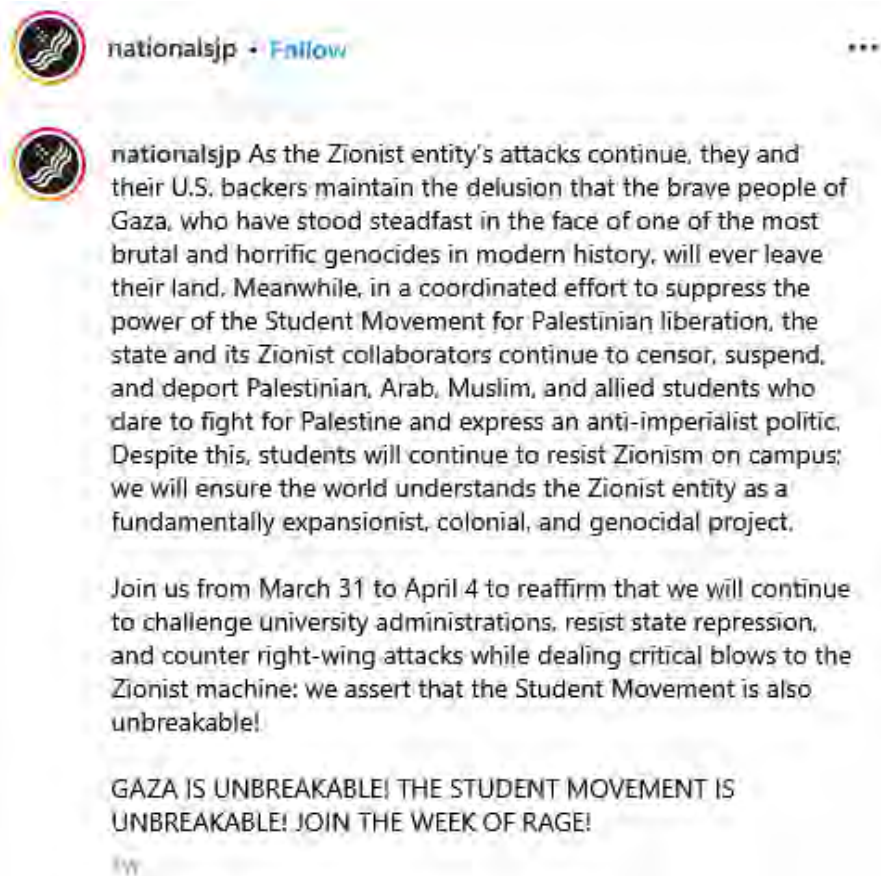 nationalsjp • Follow
nationalsjp As the Zionist entity's attacks continue, they and
their U.S. backers maintain the delusion that the brave people of
Gaza, who have stood steadfast in the face of one of the most
brutal and horrific genocides in modern history, will ever leave
their land. Meanwhile, in a coordinated effort to suppress the
power of the Student Movement for Palestinian liberation, the
state and its Zionist collaborators continue to censor, suspend,
and deport Palestinian, Arab, Muslim, and allied students who
dare to fight for Palestine and express an anti-imperialist politic.
Despite this, students will continue to resist Zionism on campus;
we will ensure the world understands the Zionist entity as a
fundamentally expansionist, colonial, and genocidal project.
Join us from March 31 to April 4 to reaffirm that we will continue
to challenge university administrations, resist state repression,
and counter right-wing attacks while dealing critical blows to the
Zionist machine: we assert that the Student Movement is also
unbreakable!
GAZA IS UNBREAKABLE! THE STUDENT MOVEMENT IS
UNBREAKABLE! JOIN THE WEEK OF RAGE!
1w